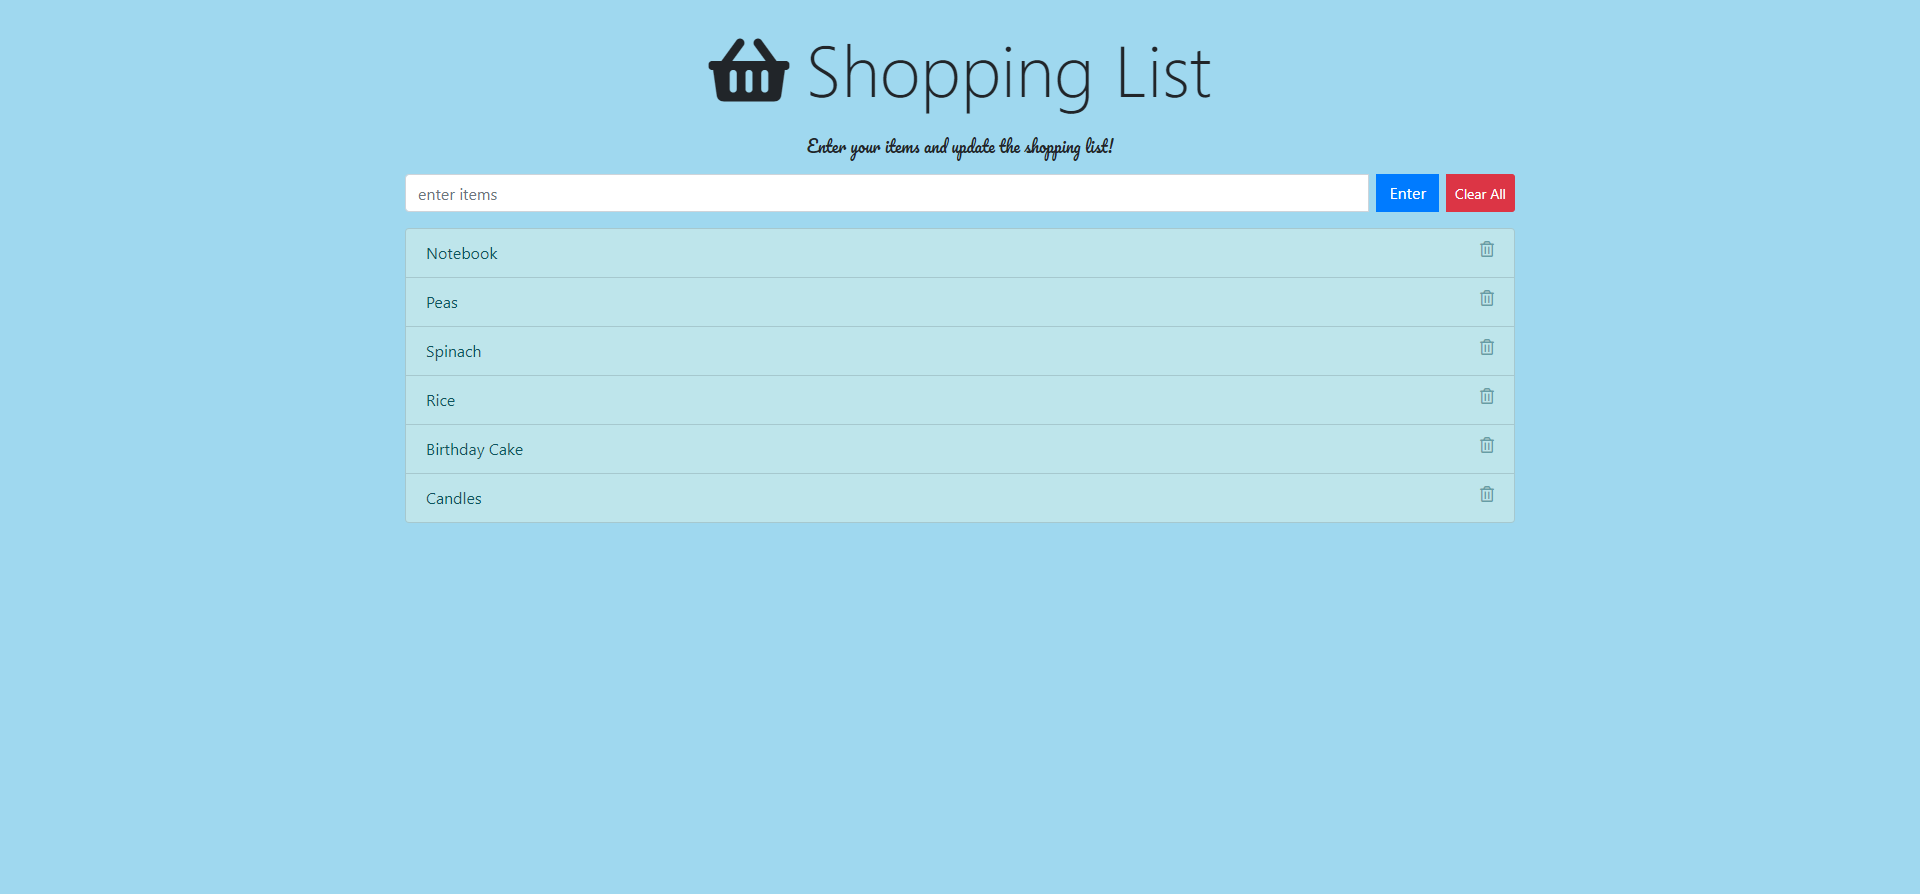 Shopping List
Enter your items and update the shopping list!
enter items Enter Clear All
Notebook
Peas
Spinach
Rice
Birthday Cake
Candles